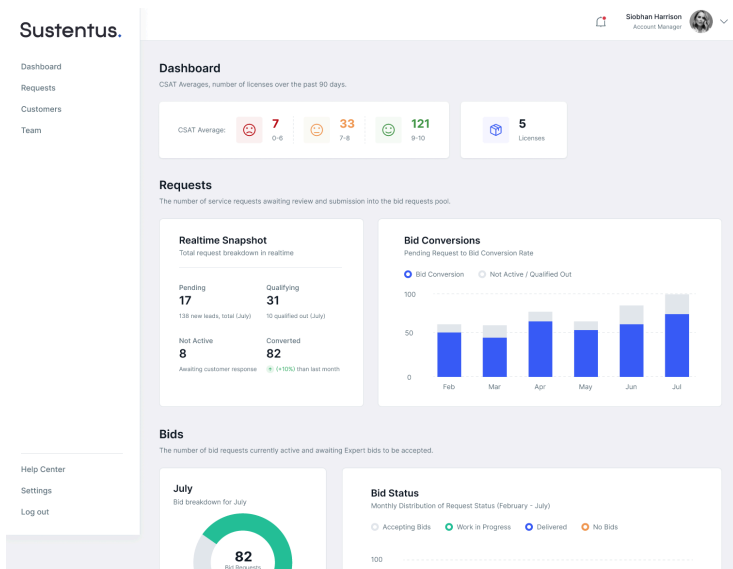 Sustentus.
Siobhan Harrison
Account Manager
Dashboard
Requests
Customers
Team
Help Center
Settings
Log out
Dashboard
CSAT Averages, number of licenses over the past 90 days.
CSAT Average:
7
0-6
33
7-8
121
9-10
5
Licenses
Requests
The number of service requests awaiting review and submission into the bid requests pool.
Realtime Snapshot
Total request breakdown in realtime
Pending
17
138 new leads, total (July)
Qualifying
31
10 qualified out (July)
Not Active
8
Awaiting customer response
Converted
82
(+10%) than last month
Bid Conversions
Pending Request to Bid Conversion Rate
Bid Conversion
Not Active / Qualified Out
100
50
0
Feb Mar Apr May Jun Jul
Bids
The number of bid requests currently active and awaiting Expert bids to be accepted.
July
Bid breakdown for July
82
Bid Requests
Bid Status
Monthly Distribution of Request Status (February - July)
Accepting Bids
Work in Progress
Delivered
No Bids
100